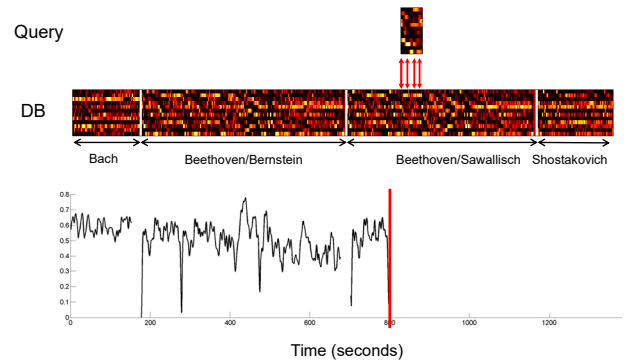 Query
DB
Bach
Beethoven/Bernstein
Beethoven/Sawallisch
Shostakovich
0.8
0.7
0.6
0.5
0.4
0.3
0.2
0.1
0
0 200 400 600 800 1000 1200
Time (seconds)